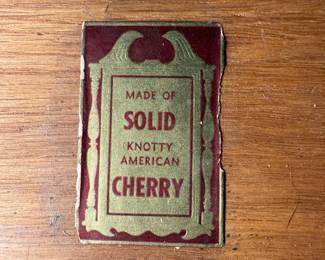 MADE OF
SOLID
KNOTTY
AMERICAN
CHERRY